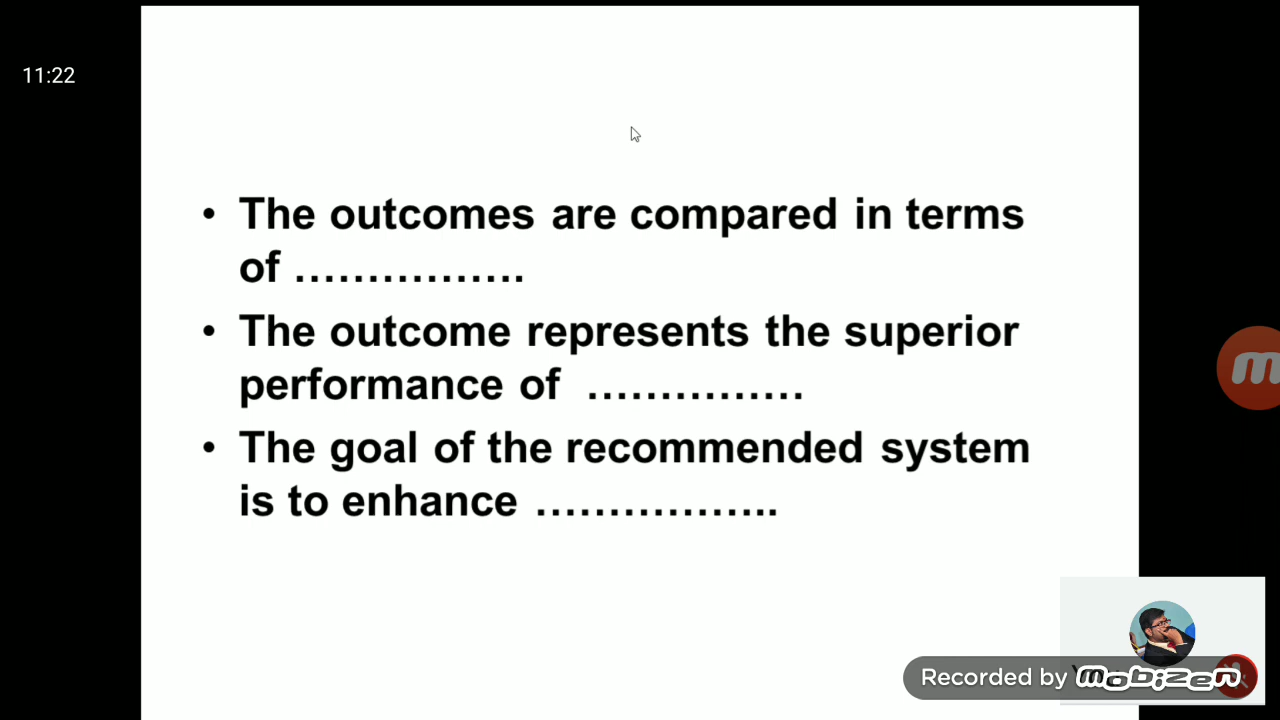 11:22
• The outcomes are compared in terms
of …………….
• The outcome represents the superior
performance of ……………
• The goal of the recommended system
is to enhance ……………..
Recorded by mobizen